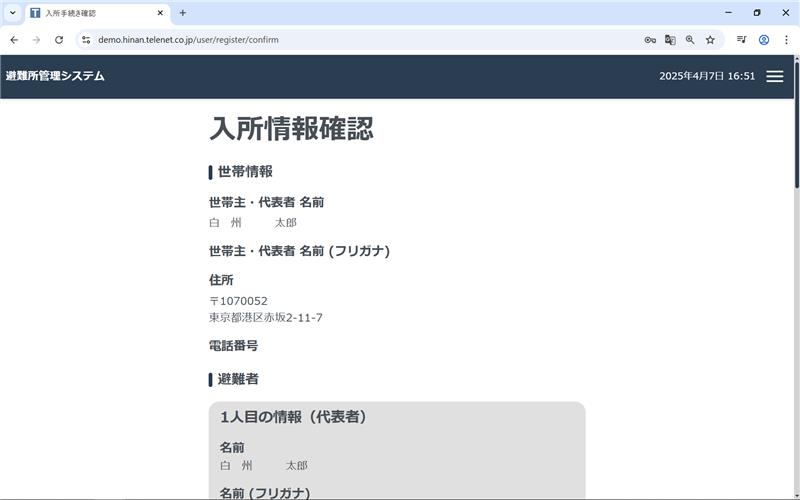 入所手続き確認
demo.hinan.telenet.co.jp/user/register/confirm
避難所管理システム
2025年4月7日 16:51
入所情報確認
世帯情報
世帯主・代表者 名前
白　州　　　太郎
世帯主・代表者 名前 (フリガナ)
住所
〒1070052
東京都港区赤坂2-11-7
電話番号
避難者
1人目の情報（代表者）
名前
白　州　　　太郎
名前 (フリガナ)